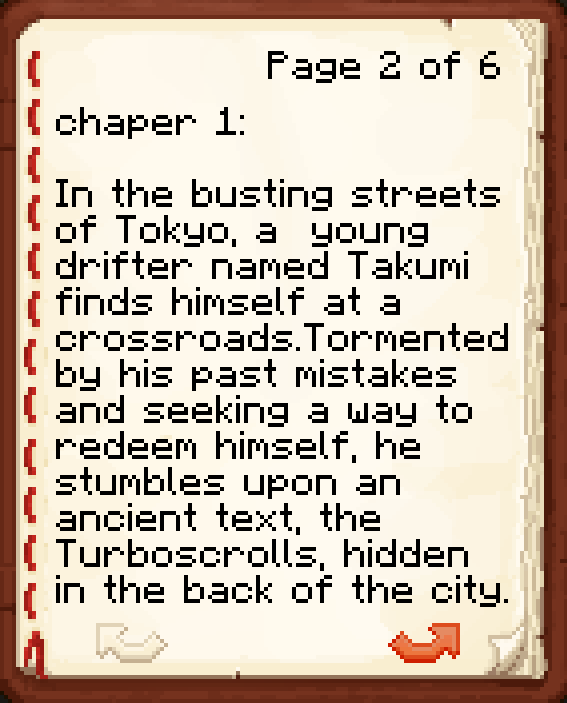 Page 2 of 6
chaper 1:
In the busting streets
of Tokyo, a  young
drifter named Takumi
finds himself at a
crossroads.Tormented
by his past mistakes
and seeking a way to
redeem himself, he
stumbles upon an
ancient text, the
Turboscrolls, hidden
in the back of the city.